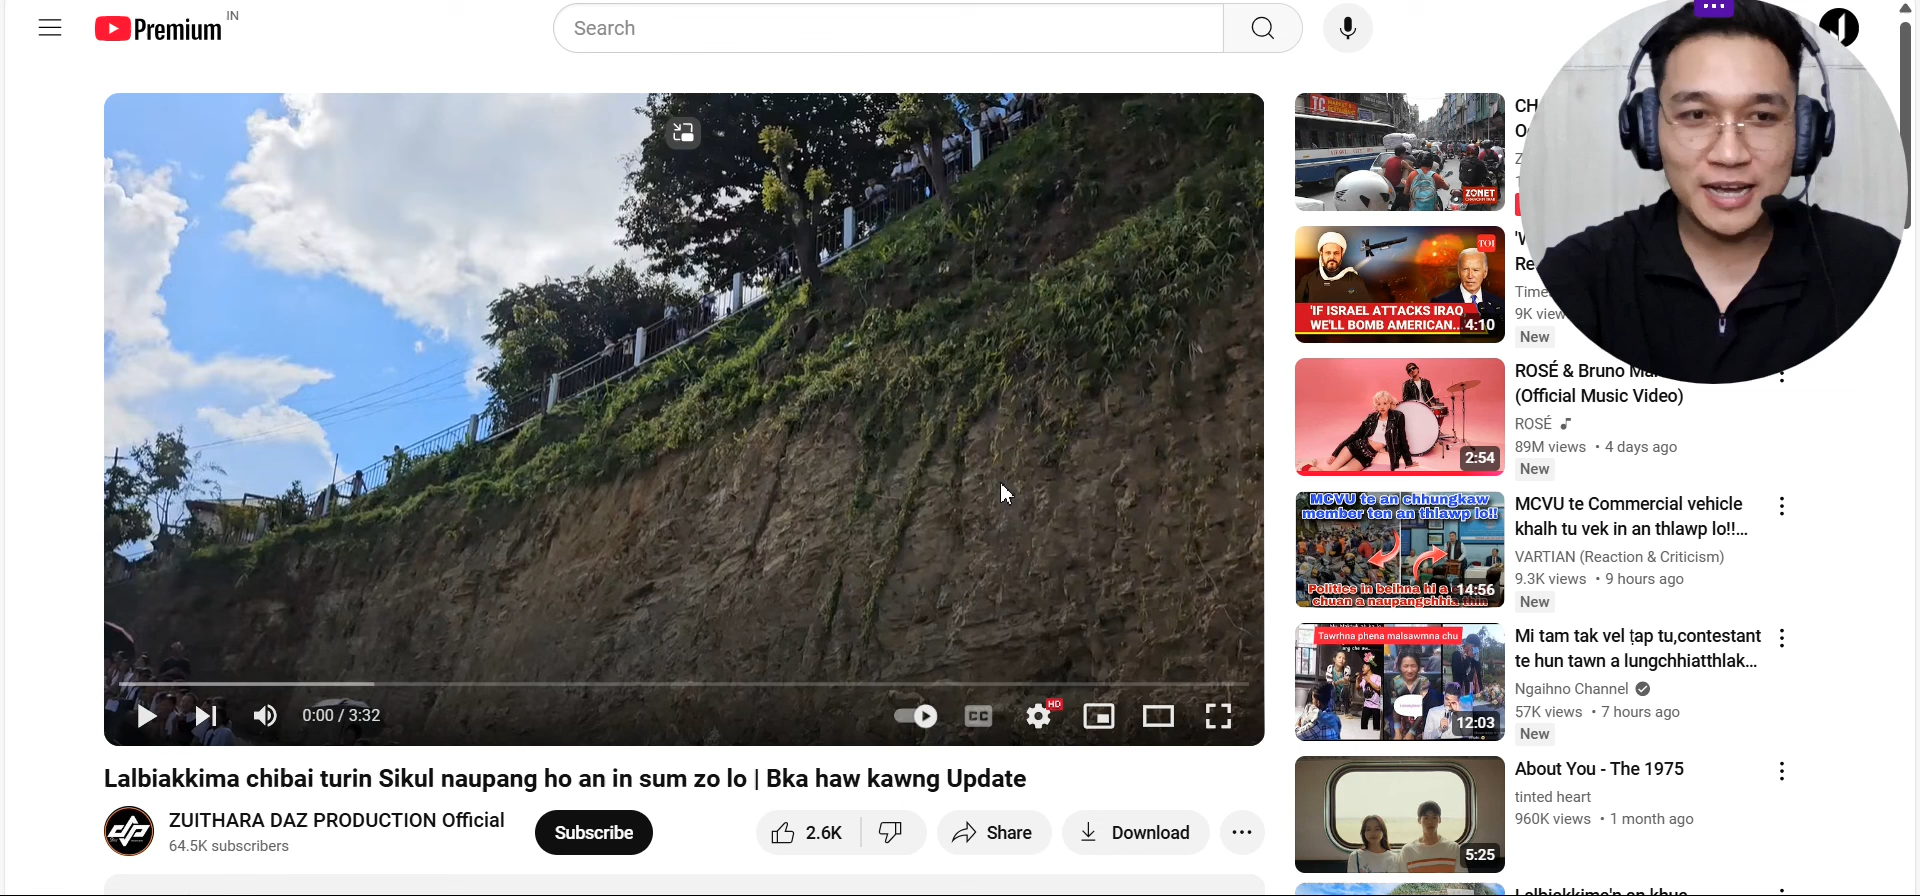 Premium
IN
Search
0:00 / 3:32
CC
HD
Lalbiakkima chibai turin Sikul naupang ho an in sum zo lo | Bka haw kawng Update
ZUITHARA DAZ PRODUCTION Official
64.5K subscribers
Subscribe
2.6K
Share
Download
ZONET
TOI
'IF ISRAEL ATTACKS IRAQ
WE'LL BOMB AMERICAN...
4:10
Re
Time
9K view
New
2:54
ROSÉ & Bruno
(Official Music Video)
ROSÉ
89M views • 4 days ago
New
MCVU te an chhungkaw
member ten an thlawp lo!!
14:56
MCVU te Commercial vehicle
khalh tu vek in an thlawp lo!!...
VARTIAN (Reaction & Criticism)
9.3K views • 9 hours ago
New
Tawrhna phena malsawmna chu
12:03
Mi tam tak vel ṭap tu,contestant
te hun tawn a lungchhiatthlak...
Ngaihno Channel
57K views • 7 hours ago
New
5:25
About You - The 1975
tinted heart
960K views • 1 month ago